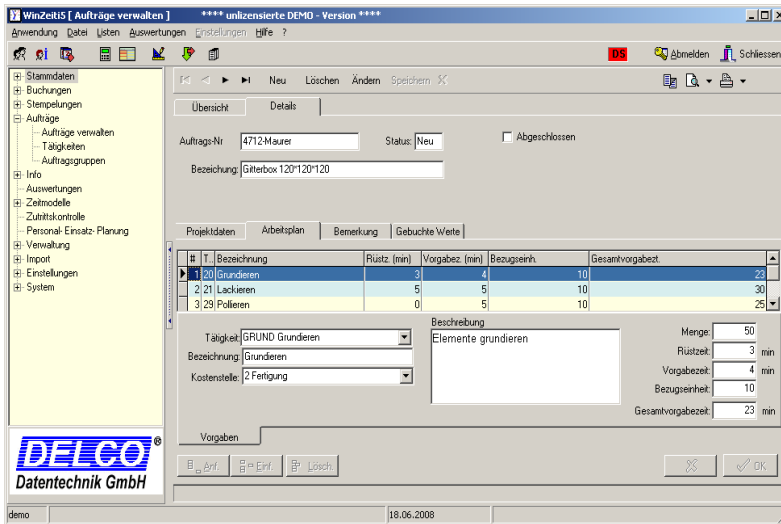 WinZeiti5 [ Aufträge verwalten ] **** unlizensierte DEMO - Version ****
Anwendung Datei Listen Auswertungen Einstellungen Hilfe ?
DS Abmelden Schliessen
Stammdaten
Buchungen
Stempelungen
Aufträge
Aufträge verwalten
Tätigkeiten
Auftragsgruppen
Info
Auswertungen
Zeitmodelle
Zutrittskontrolle
Personal- Einsatz- Planung
Verwaltung
Import
Einstellungen
System
DELCO ®
Datentechnik GmbH
Neu Löschen Ändern Speichern
Übersicht Details
Auftrags-Nr 4712-Maurer Status: Neu Abgeschlossen
Bezeichung: Gitterbox 120*120*120
Projektdaten Arbeitsplan Bemerkung Gebuchte Werte
# T.. Bezeichnung Rüstz. (min) Vorgabez. (min) Bezugseinh. Gesamtvorgabezt.
1 20 Grundieren 3 4 10 23
2 21 Lackieren 5 5 10 30
3 29 Pollieren 0 5 10 25
Tätigkeit: GRUND Grundieren
Bezeichnung: Grundieren
Kostenstelle: 2 Fertigung
Beschreibung
Elemente grundieren
Menge: 50
Rüstzeit: 3 min
Vorgabezeit: 4 min
Bezugseinheit: 10
Gesamtvorgabezeit: 23 min
Vorgaben
Anf. Einf. Lösch. OK
demo 18.06.2008